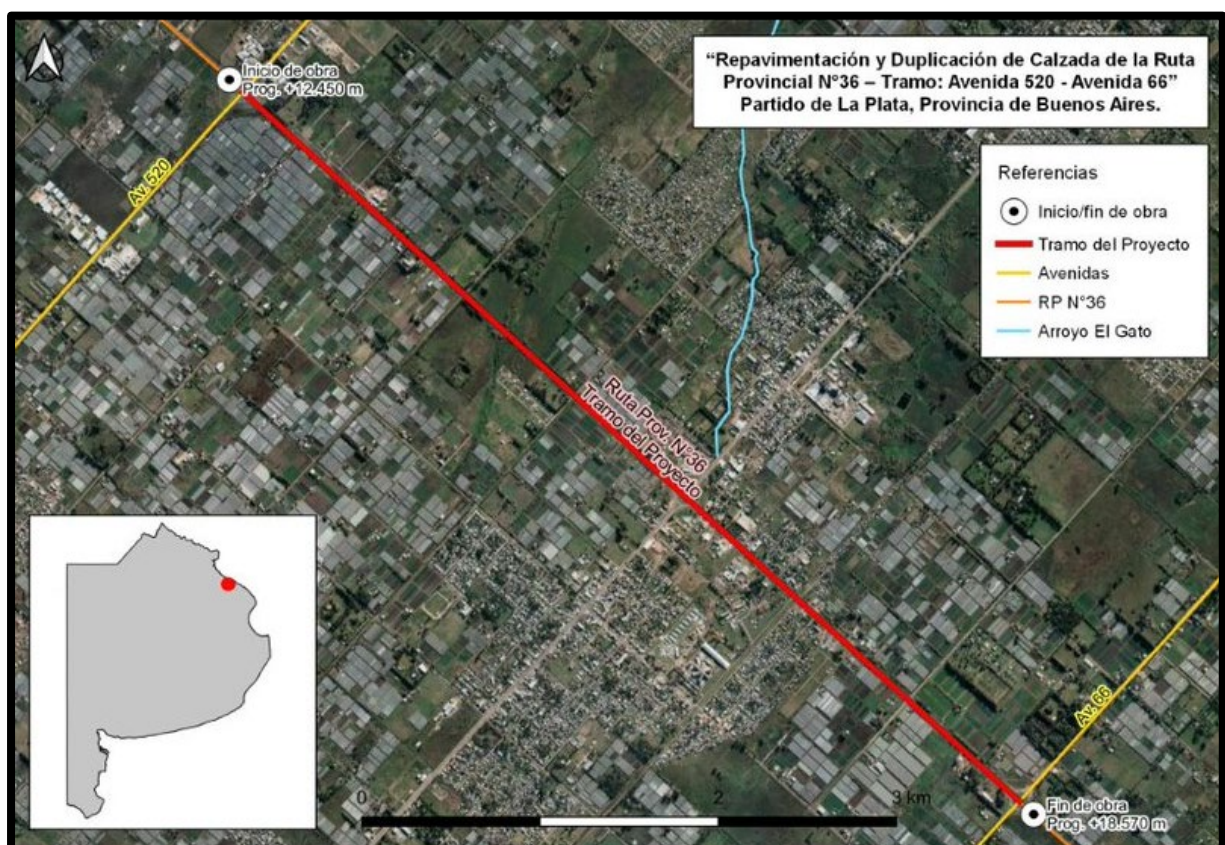 Inicio de obra
Prog. +12.450 m
“Repavimentación y Duplicación de Calzada de la Ruta
Provincial N°36 – Tramo: Avenida 520 - Avenida 66”
Partido de La Plata, Provincia de Buenos Aires.
Av. 520
Referencias
Inicio/fin de obra
Tramo del Proyecto
Avenidas
RP N°36
Arroyo El Gato
Ruta Prov. N°36
Tramo del Proyecto
Av. 66
0
2
3 km
Fin de obra
Prog. +18.570 m